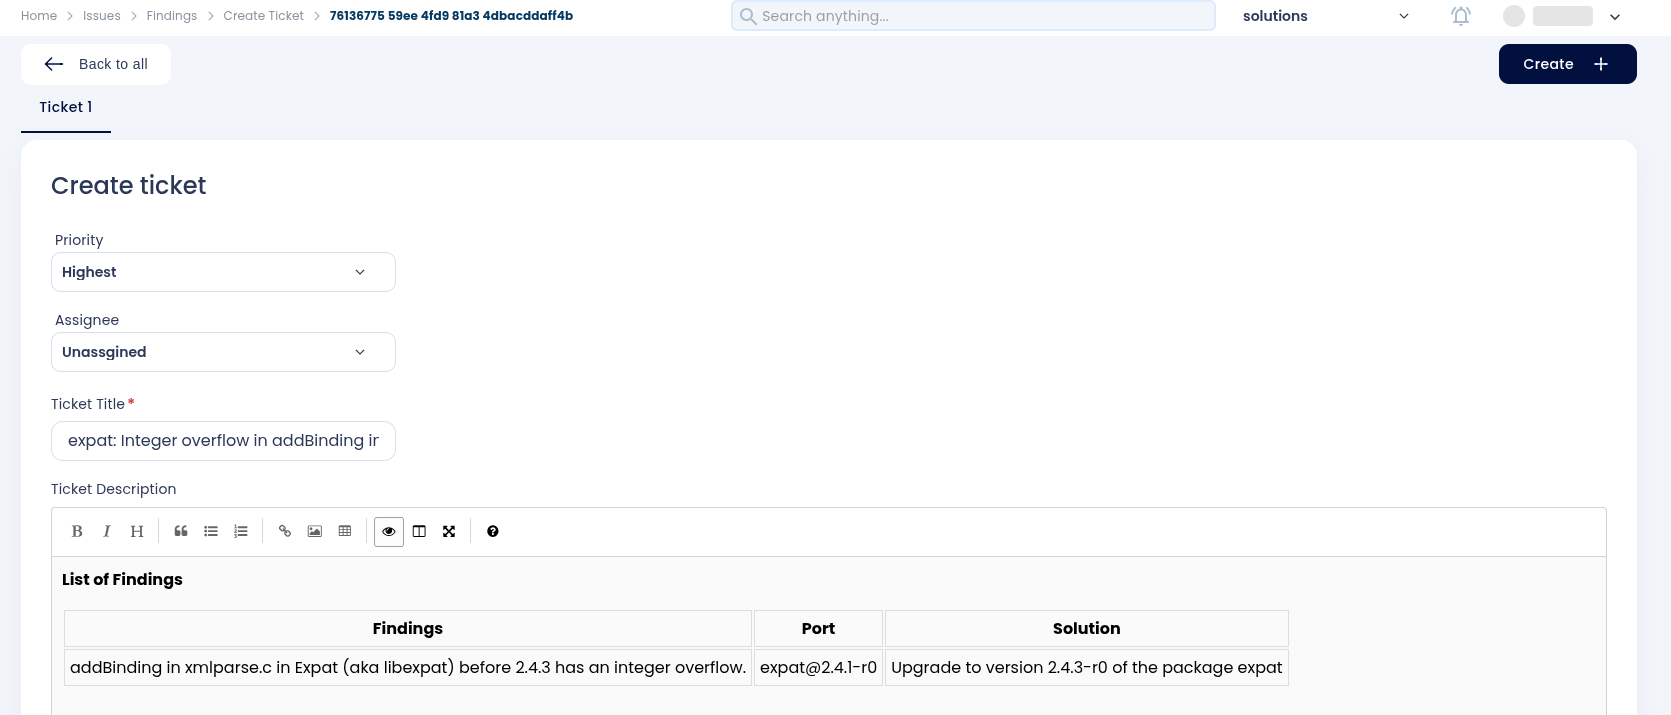 Home > Issues > Findings > Create Ticket > 76136775 59ee 4fd9 81a3 4dbacddaff4b
Search anything...
solutions
Back to all
Create +
Ticket 1
Create ticket
Priority
Highest
Assignee
Unassgined
Ticket Title *
expat: Integer overflow in addBinding in
Ticket Description
B I H
List of Findings
Findings Port Solution
addBinding in xmlparse.c in Expat (aka libexpat) before 2.4.3 has an integer overflow. expat@2.4.1-r0 Upgrade to version 2.4.3-r0 of the package expat